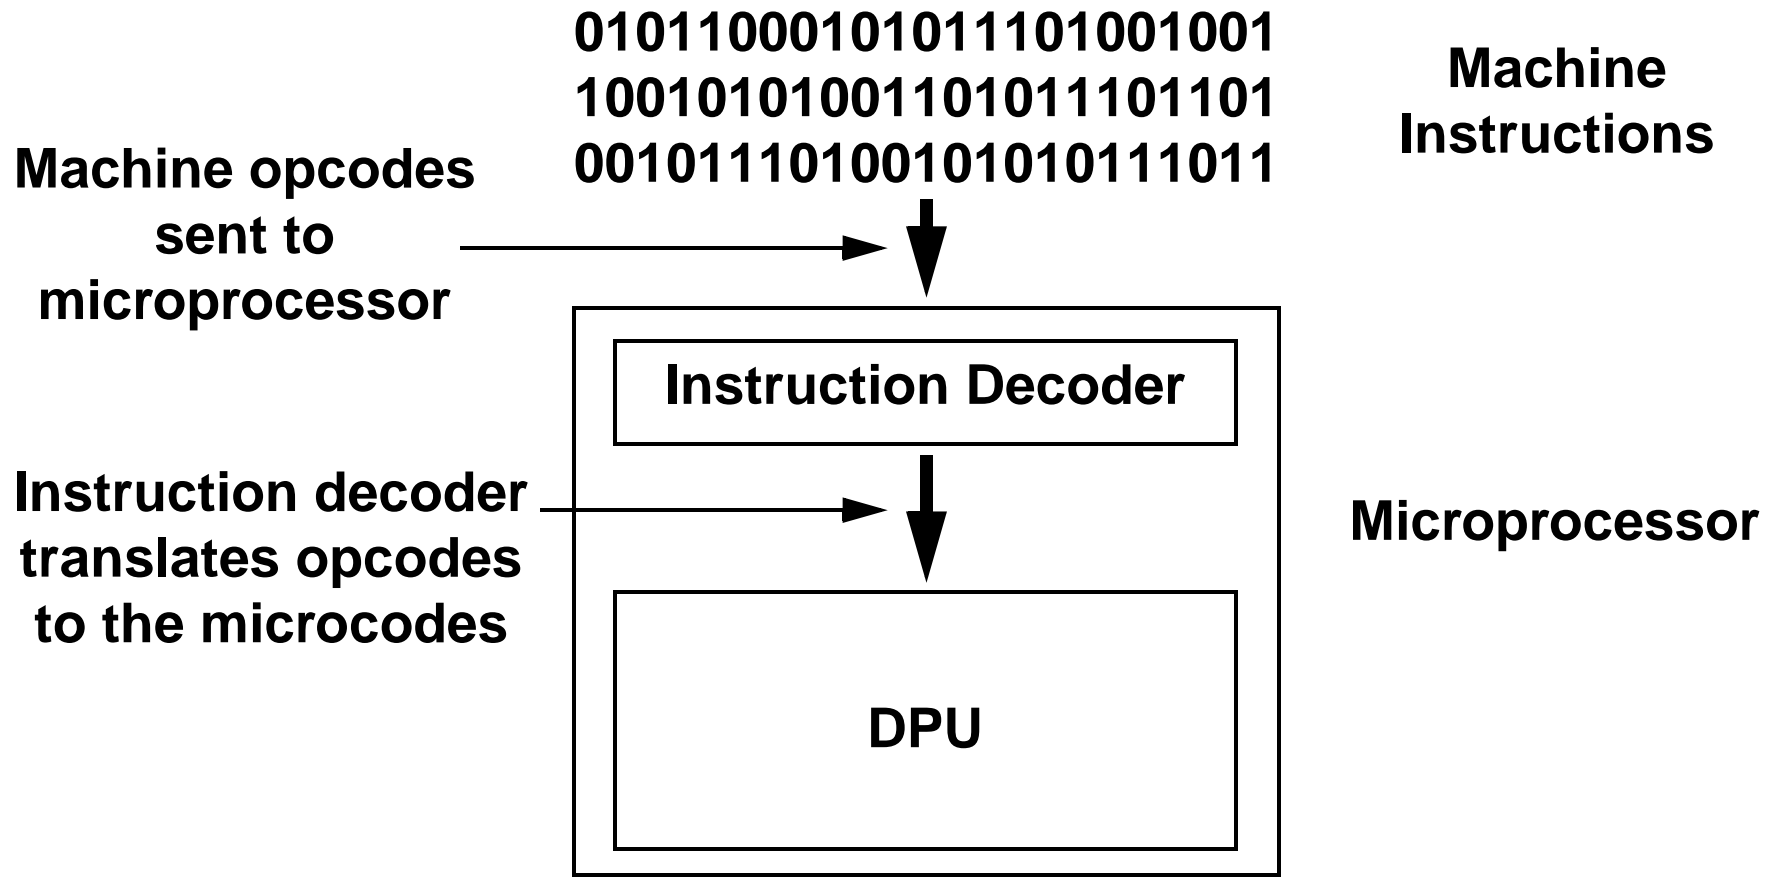 01011000101011101001001
10010101001101011101101
00101110100101010111011
Machine
Instructions
Machine opcodes
sent to
microprocessor
Instruction Decoder
Instruction decoder
translates opcodes
to the microcodes
Microprocessor
DPU